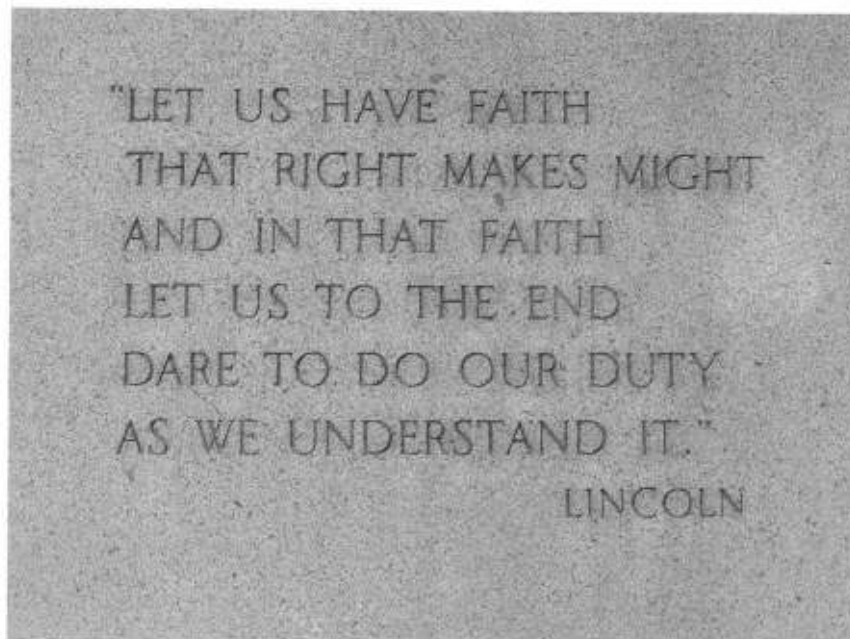 "LET US HAVE FAITH
THAT RIGHT MAKES MIGHT
AND IN THAT FAITH
LET US TO THE END
DARE TO DO OUR DUTY
AS WE UNDERSTAND IT."
LINCOLN